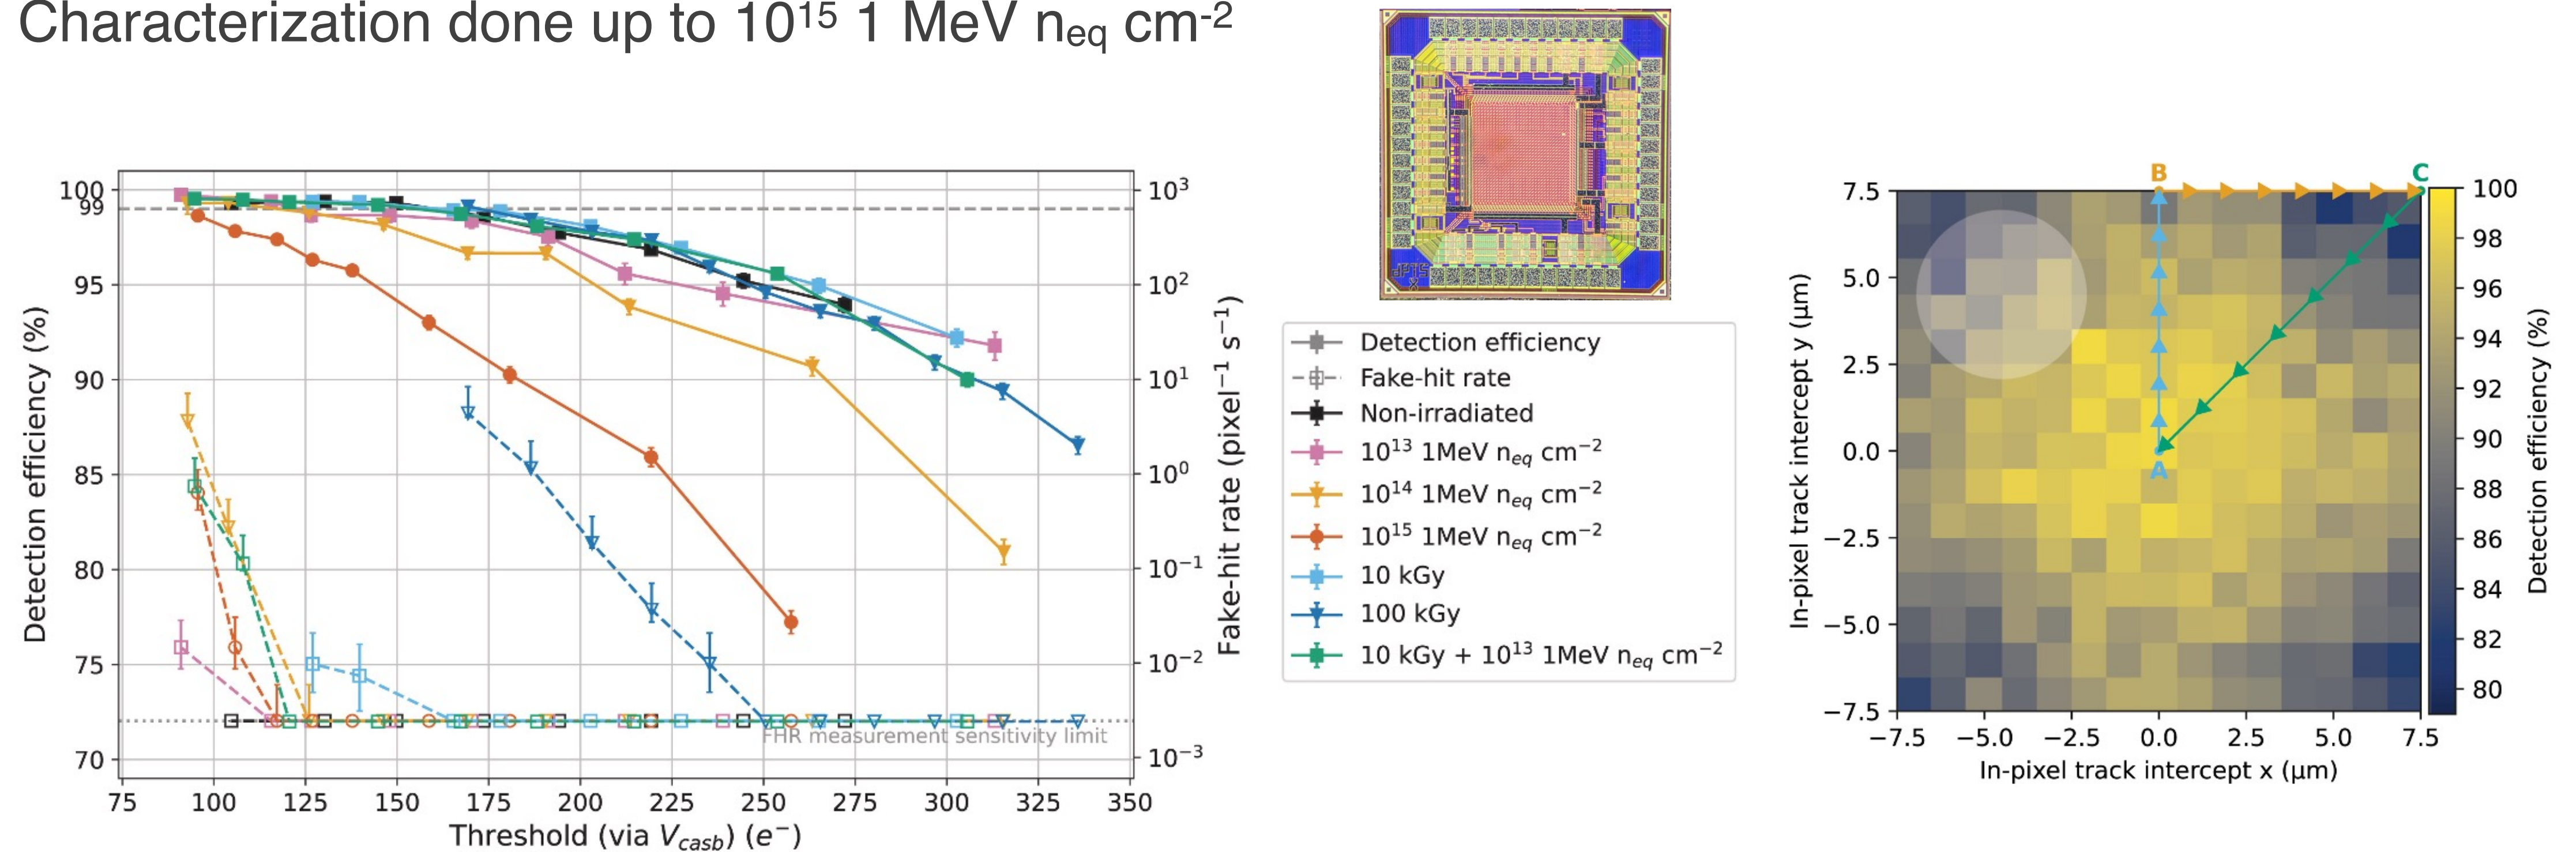 Characterization done up to 10¹⁵ 1 MeV nₑq cm⁻²
Detection efficiency (%)
100
99
95
90
85
80
75
70
75 100 125 150 175 200 225 250 275 300 325 350
Threshold (via V_casb) (e⁻)
10³
10²
10¹
10⁰
10⁻¹
10⁻²
10⁻³
Fake-hit rate (pixel⁻¹ s⁻¹)
FHR measurement sensitivity limit
Detection efficiency
Fake-hit rate
Non-irradiated
10¹³ 1MeV nₑq cm⁻²
10¹⁴ 1MeV nₑq cm⁻²
10¹⁵ 1MeV nₑq cm⁻²
10 kGy
100 kGy
10 kGy + 10¹³ 1MeV nₑq cm⁻²
In-pixel track intercept y (μm)
7.5
5.0
2.5
0.0
−2.5
−5.0
−7.5
B
C
A
−7.5 −5.0 −2.5 0.0 2.5 5.0 7.5
In-pixel track intercept x (μm)
100
98
96
94
92
90
88
86
84
82
80
Detection efficiency (%)